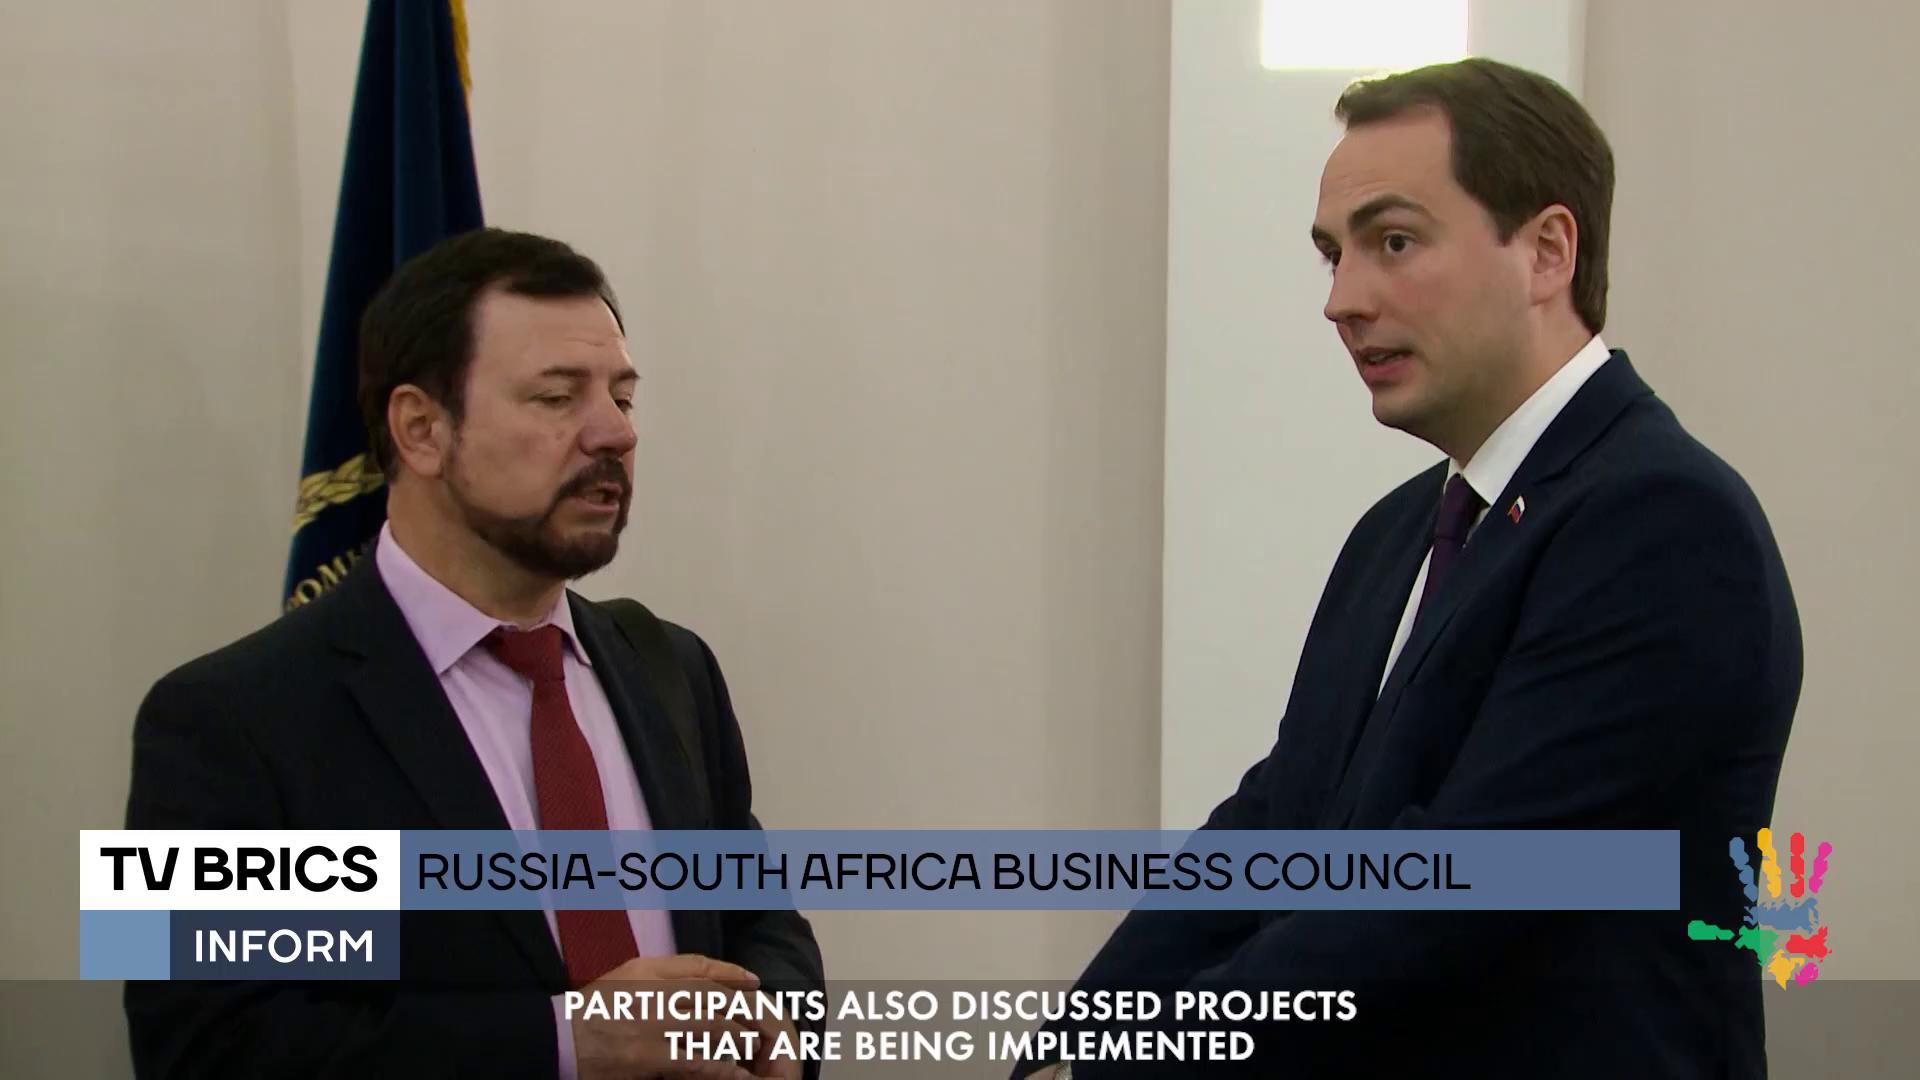 TV BRICS
RUSSIA-SOUTH AFRICA BUSINESS COUNCIL
INFORM
PARTICIPANTS ALSO DISCUSSED PROJECTS
THAT ARE BEING IMPLEMENTED